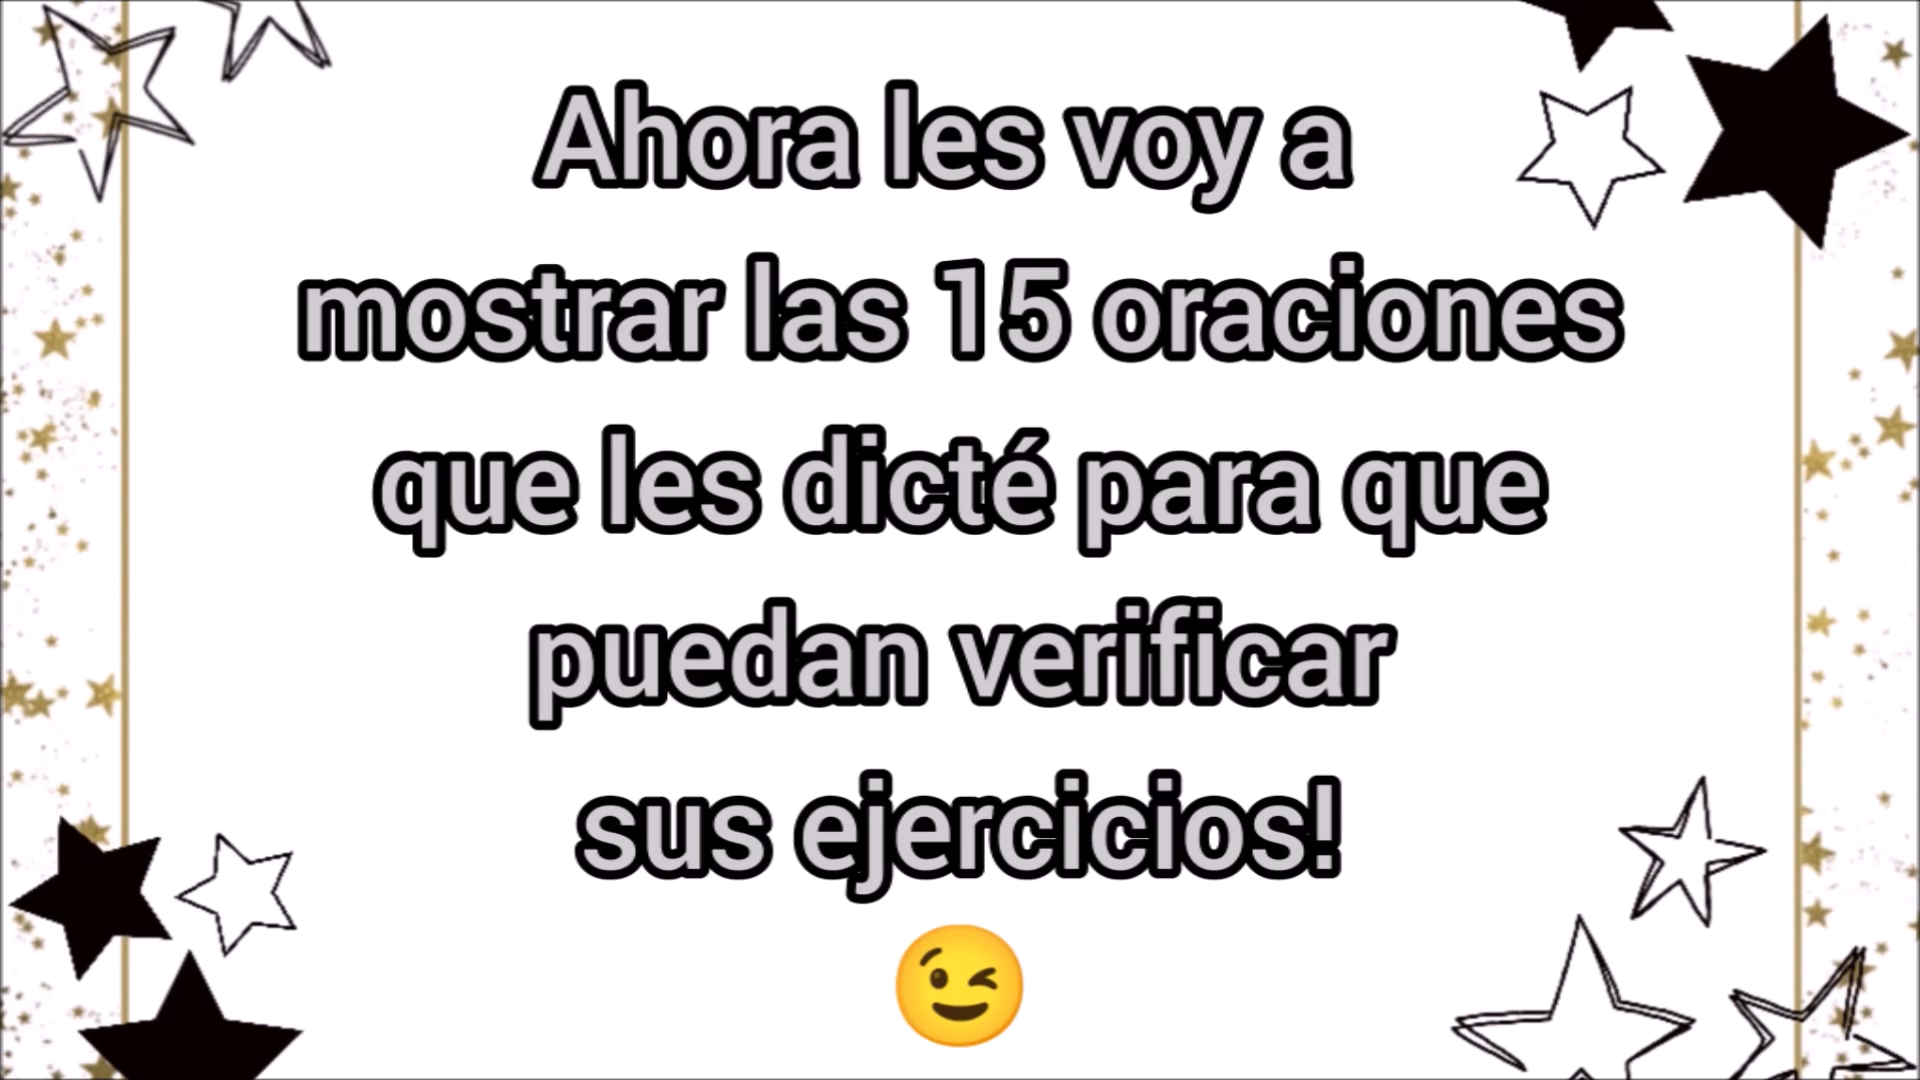 Ahora les voy a
mostrar las 15 oraciones
que les dicté para que
puedan verificar
sus ejercicios!
😉